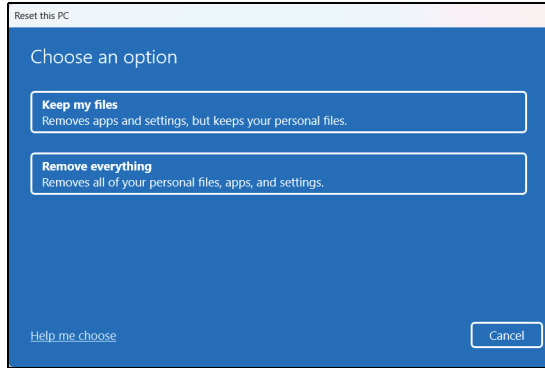 Reset this PC
Choose an option
Keep my files
Removes apps and settings, but keeps your personal files.
Remove everything
Removes all of your personal files, apps, and settings.
Help me choose
Cancel